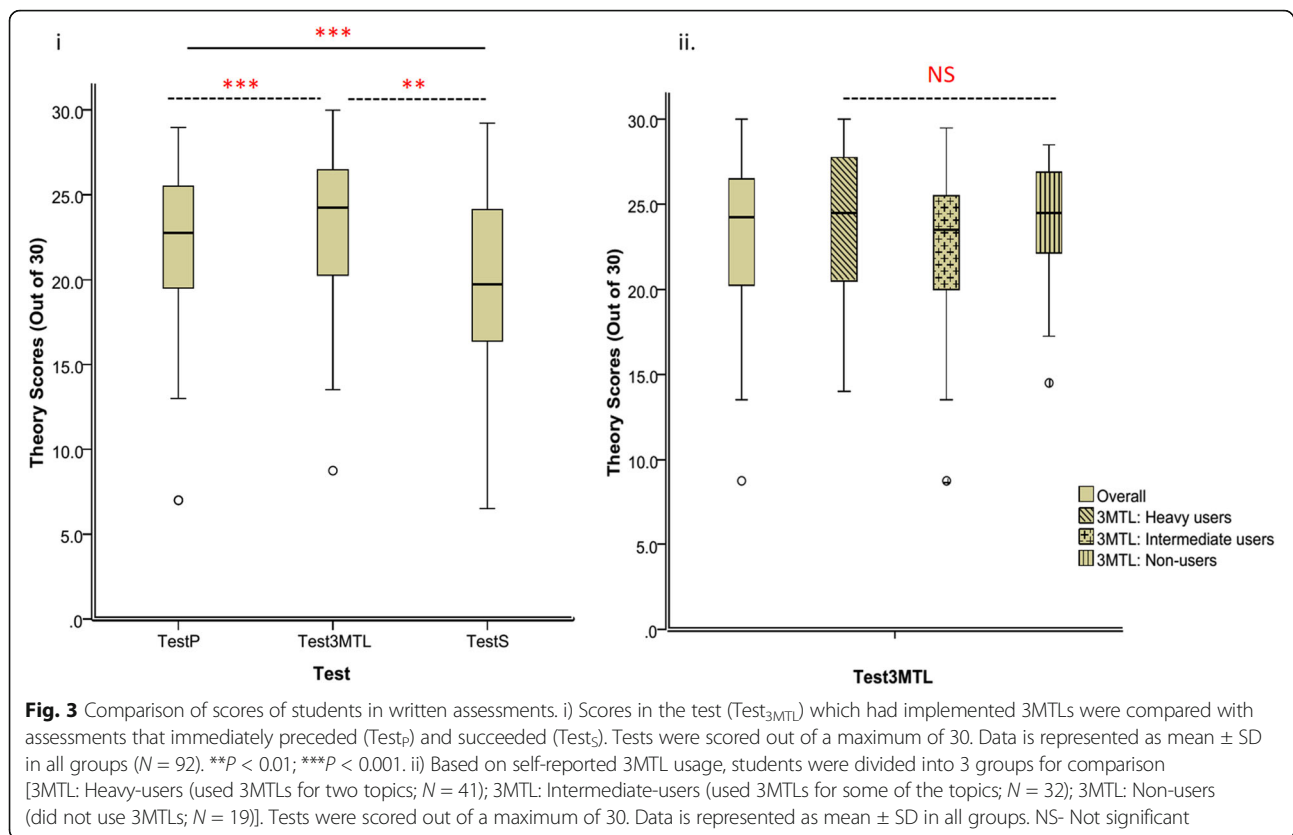 i
***
***
**
30.0
25.0
20.0
15.0
10.0
5.0
.0
Theory Scores (Out of 30)
TestP
Test3MTL
TestS
Test
ii.
NS
30.0
25.0
20.0
15.0
10.0
5.0
.0
Theory Scores (Out of 30)
Overall
3MTL: Heavy users
3MTL: Intermediate users
3MTL: Non-users
Test3MTL
Fig. 3 Comparison of scores of students in written assessments. i) Scores in the test (Test3MTL) which had implemented 3MTLs were compared with
assessments that immediately preceded (TestP) and succeeded (TestS). Tests were scored out of a maximum of 30. Data is represented as mean ± SD
in all groups (N = 92). **P < 0.01; ***P < 0.001. ii) Based on self-reported 3MTL usage, students were divided into 3 groups for comparison
[3MTL: Heavy-users (used 3MTLs for two topics; N = 41); 3MTL: Intermediate-users (used 3MTLs for some of the topics; N = 32); 3MTL: Non-users
(did not use 3MTLs; N = 19)]. Tests were scored out of a maximum of 30. Data is represented as mean ± SD in all groups. NS- Not significant